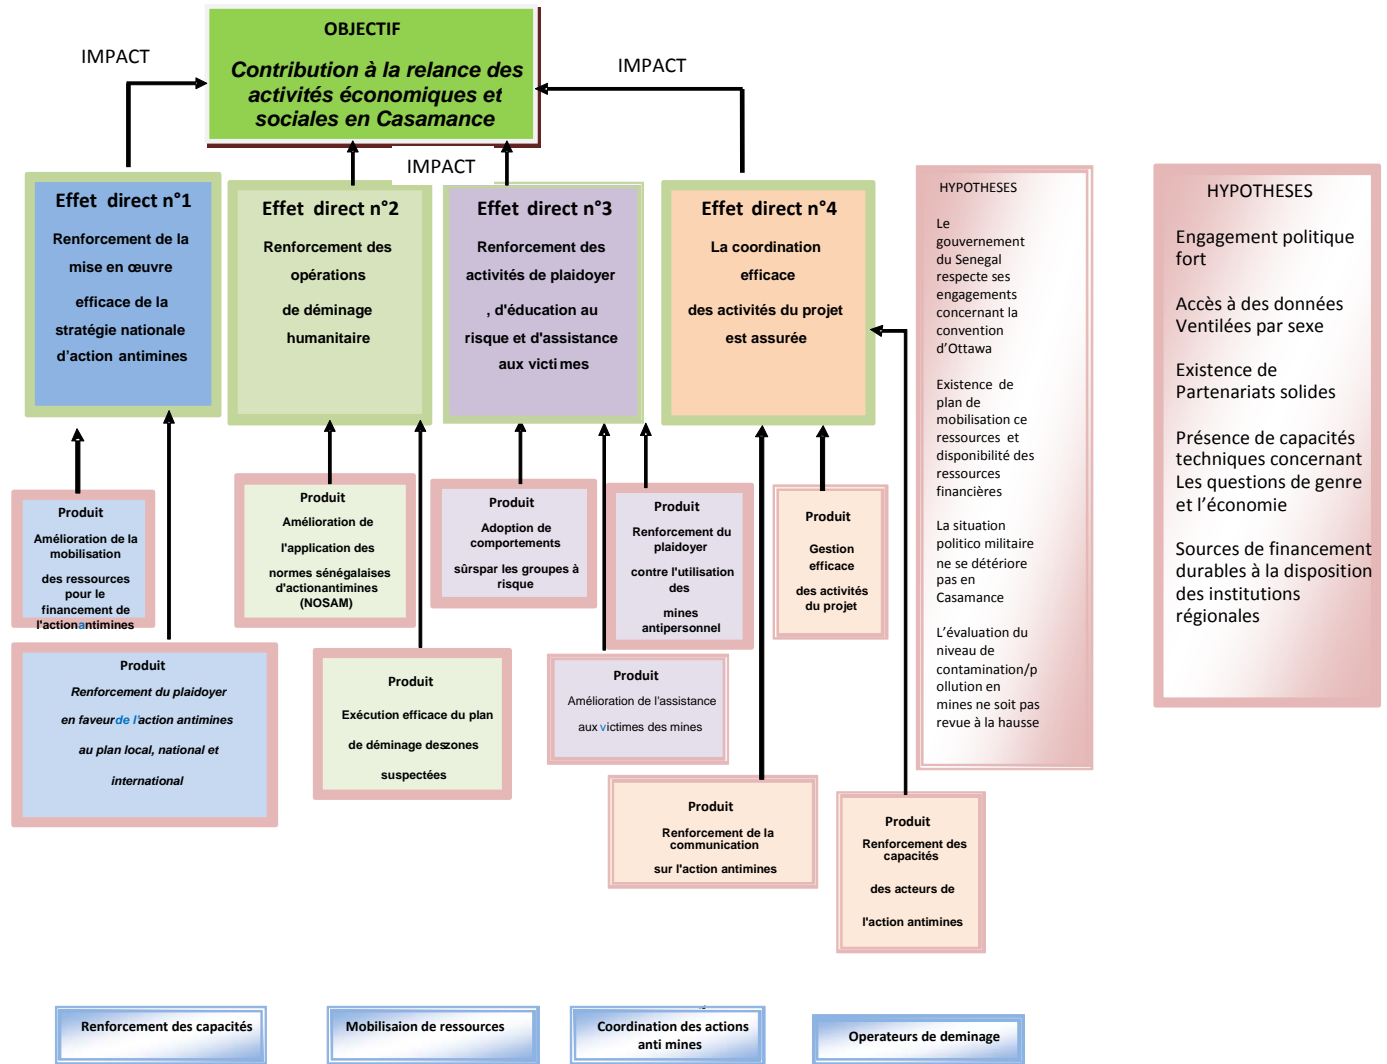 OBJECTIF
Contribution à la relance des
activités économiques et
sociales en Casamance
IMPACT
IMPACT
IMPACT
Effet direct n°1
Renforcement de la
mise en œuvre
efficace de la
stratégie nationale
d'action antimines
Effet direct n°2
Renforcement des
opérations
de déminage
humanitaire
Effet direct n°3
Renforcement des
activités de plaidoyer
, d'éducation au
risque et d'assistance
aux victimes
Effet direct n°4
La coordination
efficace
des activités du projet
est assurée
HYPOTHESES
Le
gouvernement
du Senegal
respecte ses
engagements
concernant la
convention
d'Ottawa
Existence de
plan de
mobilisation ce
ressources et
disponibilité des
ressources
financières
La situation
politico militaire
ne se détériore
pas en
Casamance
L'évaluation du
niveau de
contamination/p
ollution en
mines ne soit pas
revue à la hausse
HYPOTHESES
Engagement politique
fort
Accès à des données
Ventilées par sexe
Existence de
Partenariats solides
Présence de capacités
techniques concernant
Les questions de genre
et l'économie
Sources de financement
durables à la disposition
des institutions
régionales
Produit
Amélioration de la
mobilisation
des ressources
pour le
financement de
l'actionantimines
Produit
Renforcement du plaidoyer
en faveurde l'action antimines
au plan local, national et
international
Produit
Amélioration de
l'application des
normes sénégalaises
d'actionantimines
(NOSAM)
Produit
Exécution efficace du plan
de déminage deszones
suspectées
Produit
Adoption de
comportements
sûrspar les groupes à
risque
Produit
Renforcement du
plaidoyer
contre l'utilisation
des
mines
antipersonnel
Produit
Amélioration de l'assistance
aux victimes des mines
Produit
Gestion
efficace
des activités
du projet
Produit
Renforcement de la
communication
sur l'action antimines
Produit
Renforcement des
capacités
des acteurs de
l'action antimines
Renforcement des capacités
Mobilisaion de ressources
Coordination des actions
anti mines
Operateurs de deminage